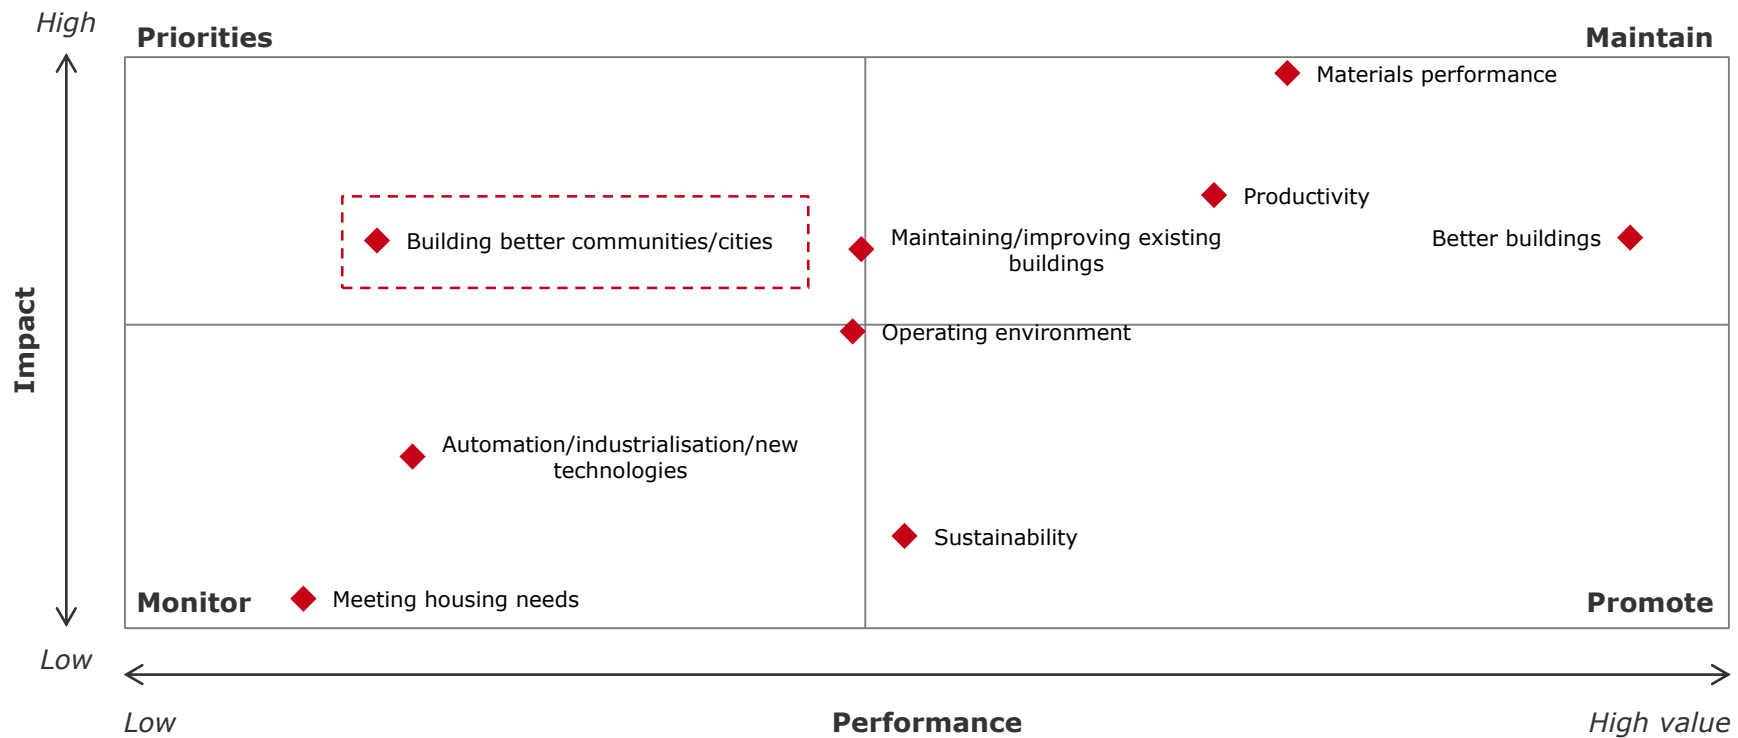 High
Priorities
Maintain
Materials performance
Productivity
Building better communities/cities
Maintaining/improving existing
buildings
Better buildings
Impact
Operating environment
Automation/industrialisation/new
technologies
Sustainability
Monitor
Meeting housing needs
Promote
Low
Low
Performance
High value